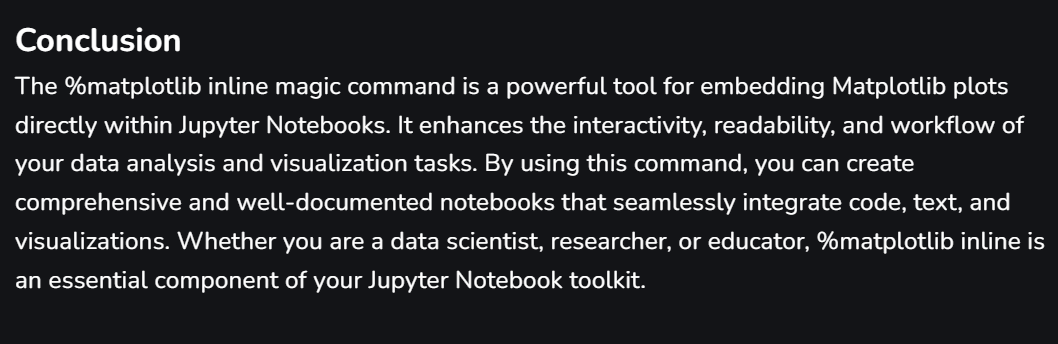 Conclusion
The %matplotlib inline magic command is a powerful tool for embedding Matplotlib plots
directly within Jupyter Notebooks. It enhances the interactivity, readability, and workflow of
your data analysis and visualization tasks. By using this command, you can create
comprehensive and well-documented notebooks that seamlessly integrate code, text, and
visualizations. Whether you are a data scientist, researcher, or educator, %matplotlib inline is
an essential component of your Jupyter Notebook toolkit.